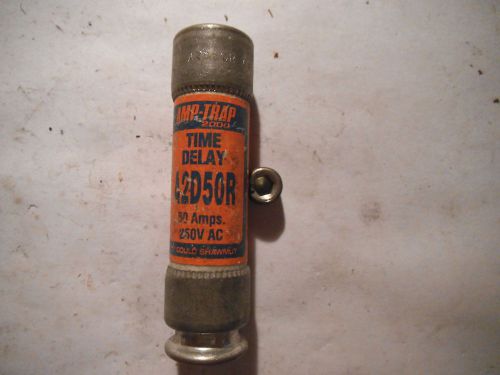 AMP-TRAP
2000
TIME
DELAY
A2D50R
50 Amps.
250V AC
GOULD SHAWMUT